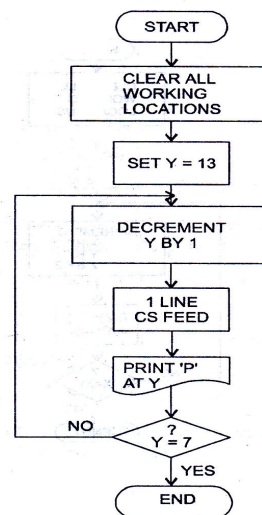 START
CLEAR ALL
WORKING
LOCATIONS
SET Y = 13
DECREMENT
Y BY 1
1 LINE
CS FEED
PRINT 'P'
AT Y
?
Y = 7
NO
YES
END